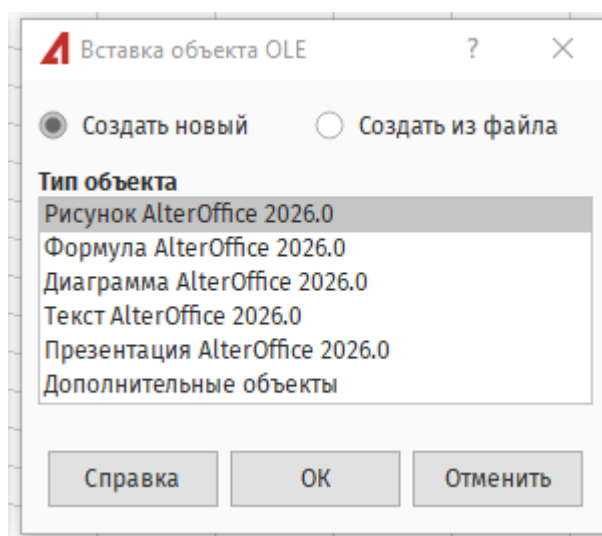 Вставка объекта OLE ?
Создать новый Создать из файла
Тип объекта
Рисунок AlterOffice 2026.0
Формула AlterOffice 2026.0
Диаграмма AlterOffice 2026.0
Текст AlterOffice 2026.0
Презентация AlterOffice 2026.0
Дополнительные объекты
Справка ОК Отменить